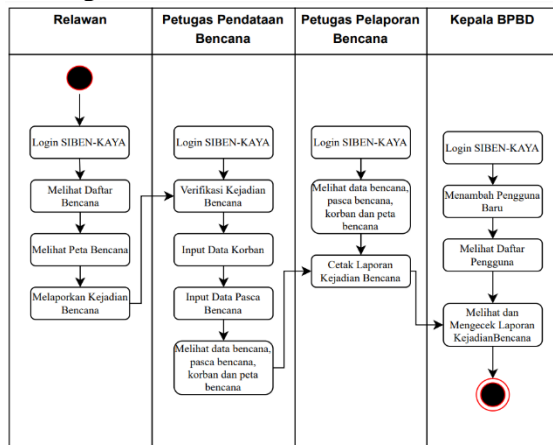 Relawan
Petugas Pendataan
Bencana
Petugas Pelaporan
Bencana
Kepala BPBD
Login SIBEN-KAYA
Melihat Daftar
Bencana
Melihat Peta Bencana
Melaporkan Kejadian
Bencana
Login SIBEN-KAYA
Verifikasi Kejadian
Bencana
Input Data Korban
Input Data Pasca
Bencana
Melihat data bencana,
pasca bencana,
korban dan peta
bencana
Login SIBEN-KAYA
Melihat data bencana,
pasca bencana,
korban dan peta
bencana
Cetak Laporan
Kejadian Bencana
Login SIBEN-KAYA
Menambah Pengguna
Baru
Melihat Daftar
Pengguna
Melihat dan
Mengecek Laporan
KejadianBencana